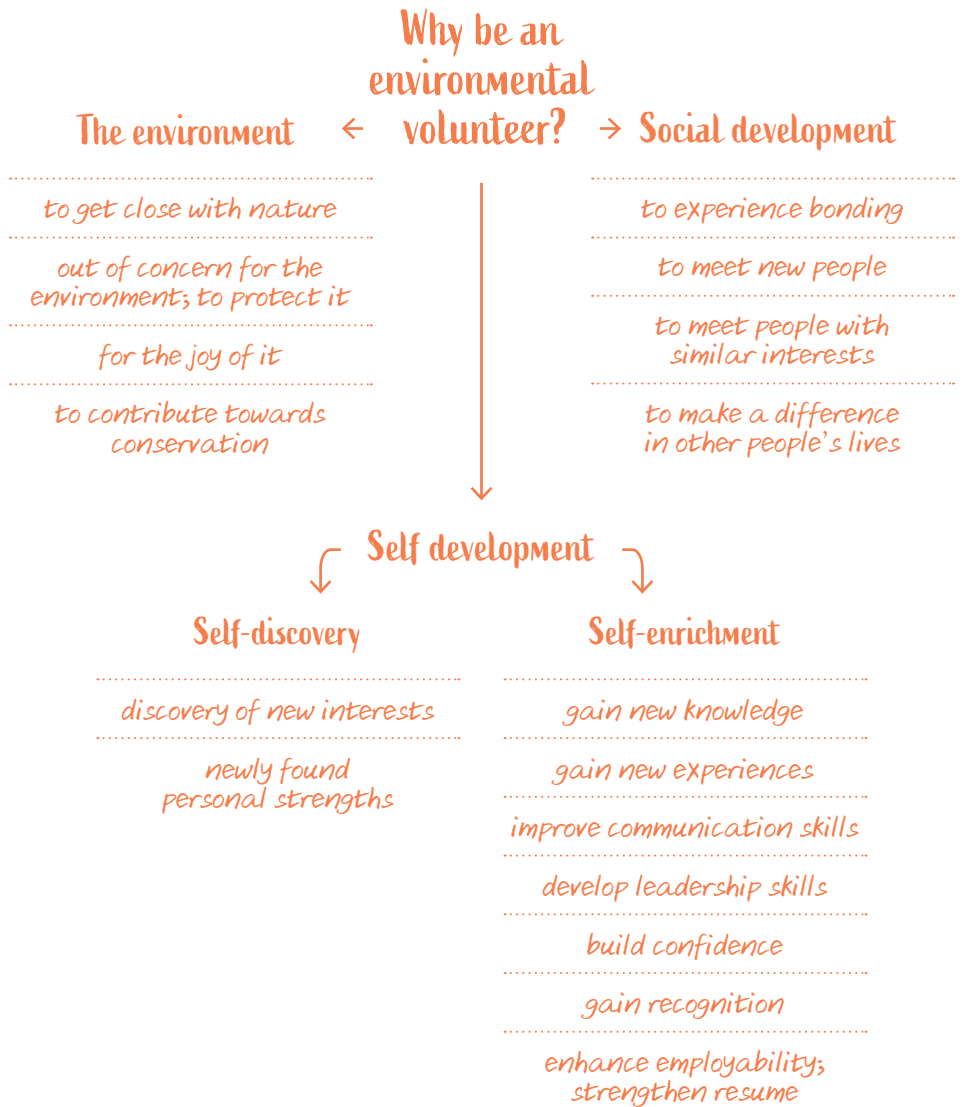 Why be an
environmental
volunteer?
The environment
to get close with nature
out of concern for the
environment; to protect it
for the joy of it
to contribute towards
conservation
Social development
to experience bonding
to meet new people
to meet people with
similar interests
to make a difference
in other people's lives
Self development
Self-discovery
discovery of new interests
newly found
personal strengths
Self-enrichment
gain new knowledge
gain new experiences
improve communication skills
develop leadership skills
build confidence
gain recognition
enhance employability;
strengthen resume